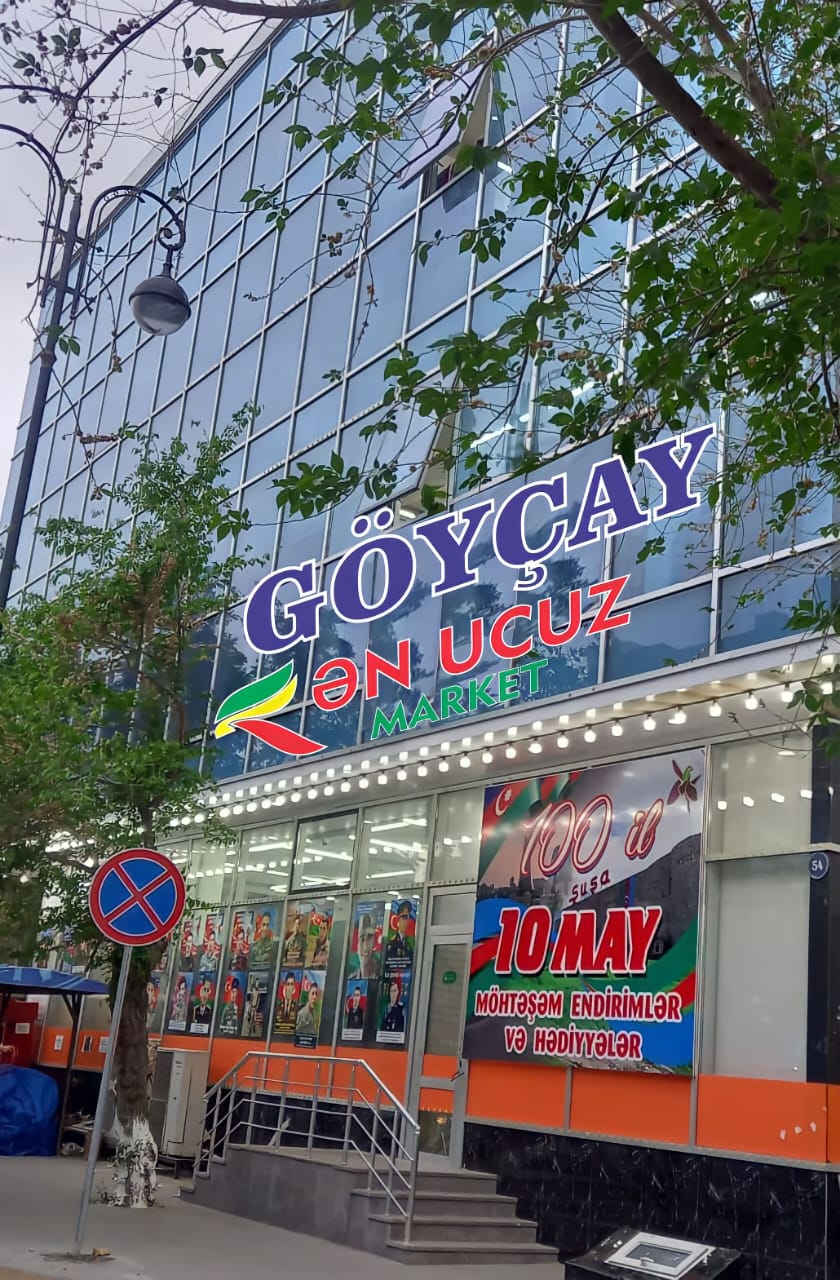 GÖYÇAY
ƏN UCUZ
MARKET
100 il
şuşa
10 MAY
MÖHTƏŞƏM ENDİRİMLƏR
VƏ HƏDİYYƏLƏR
54